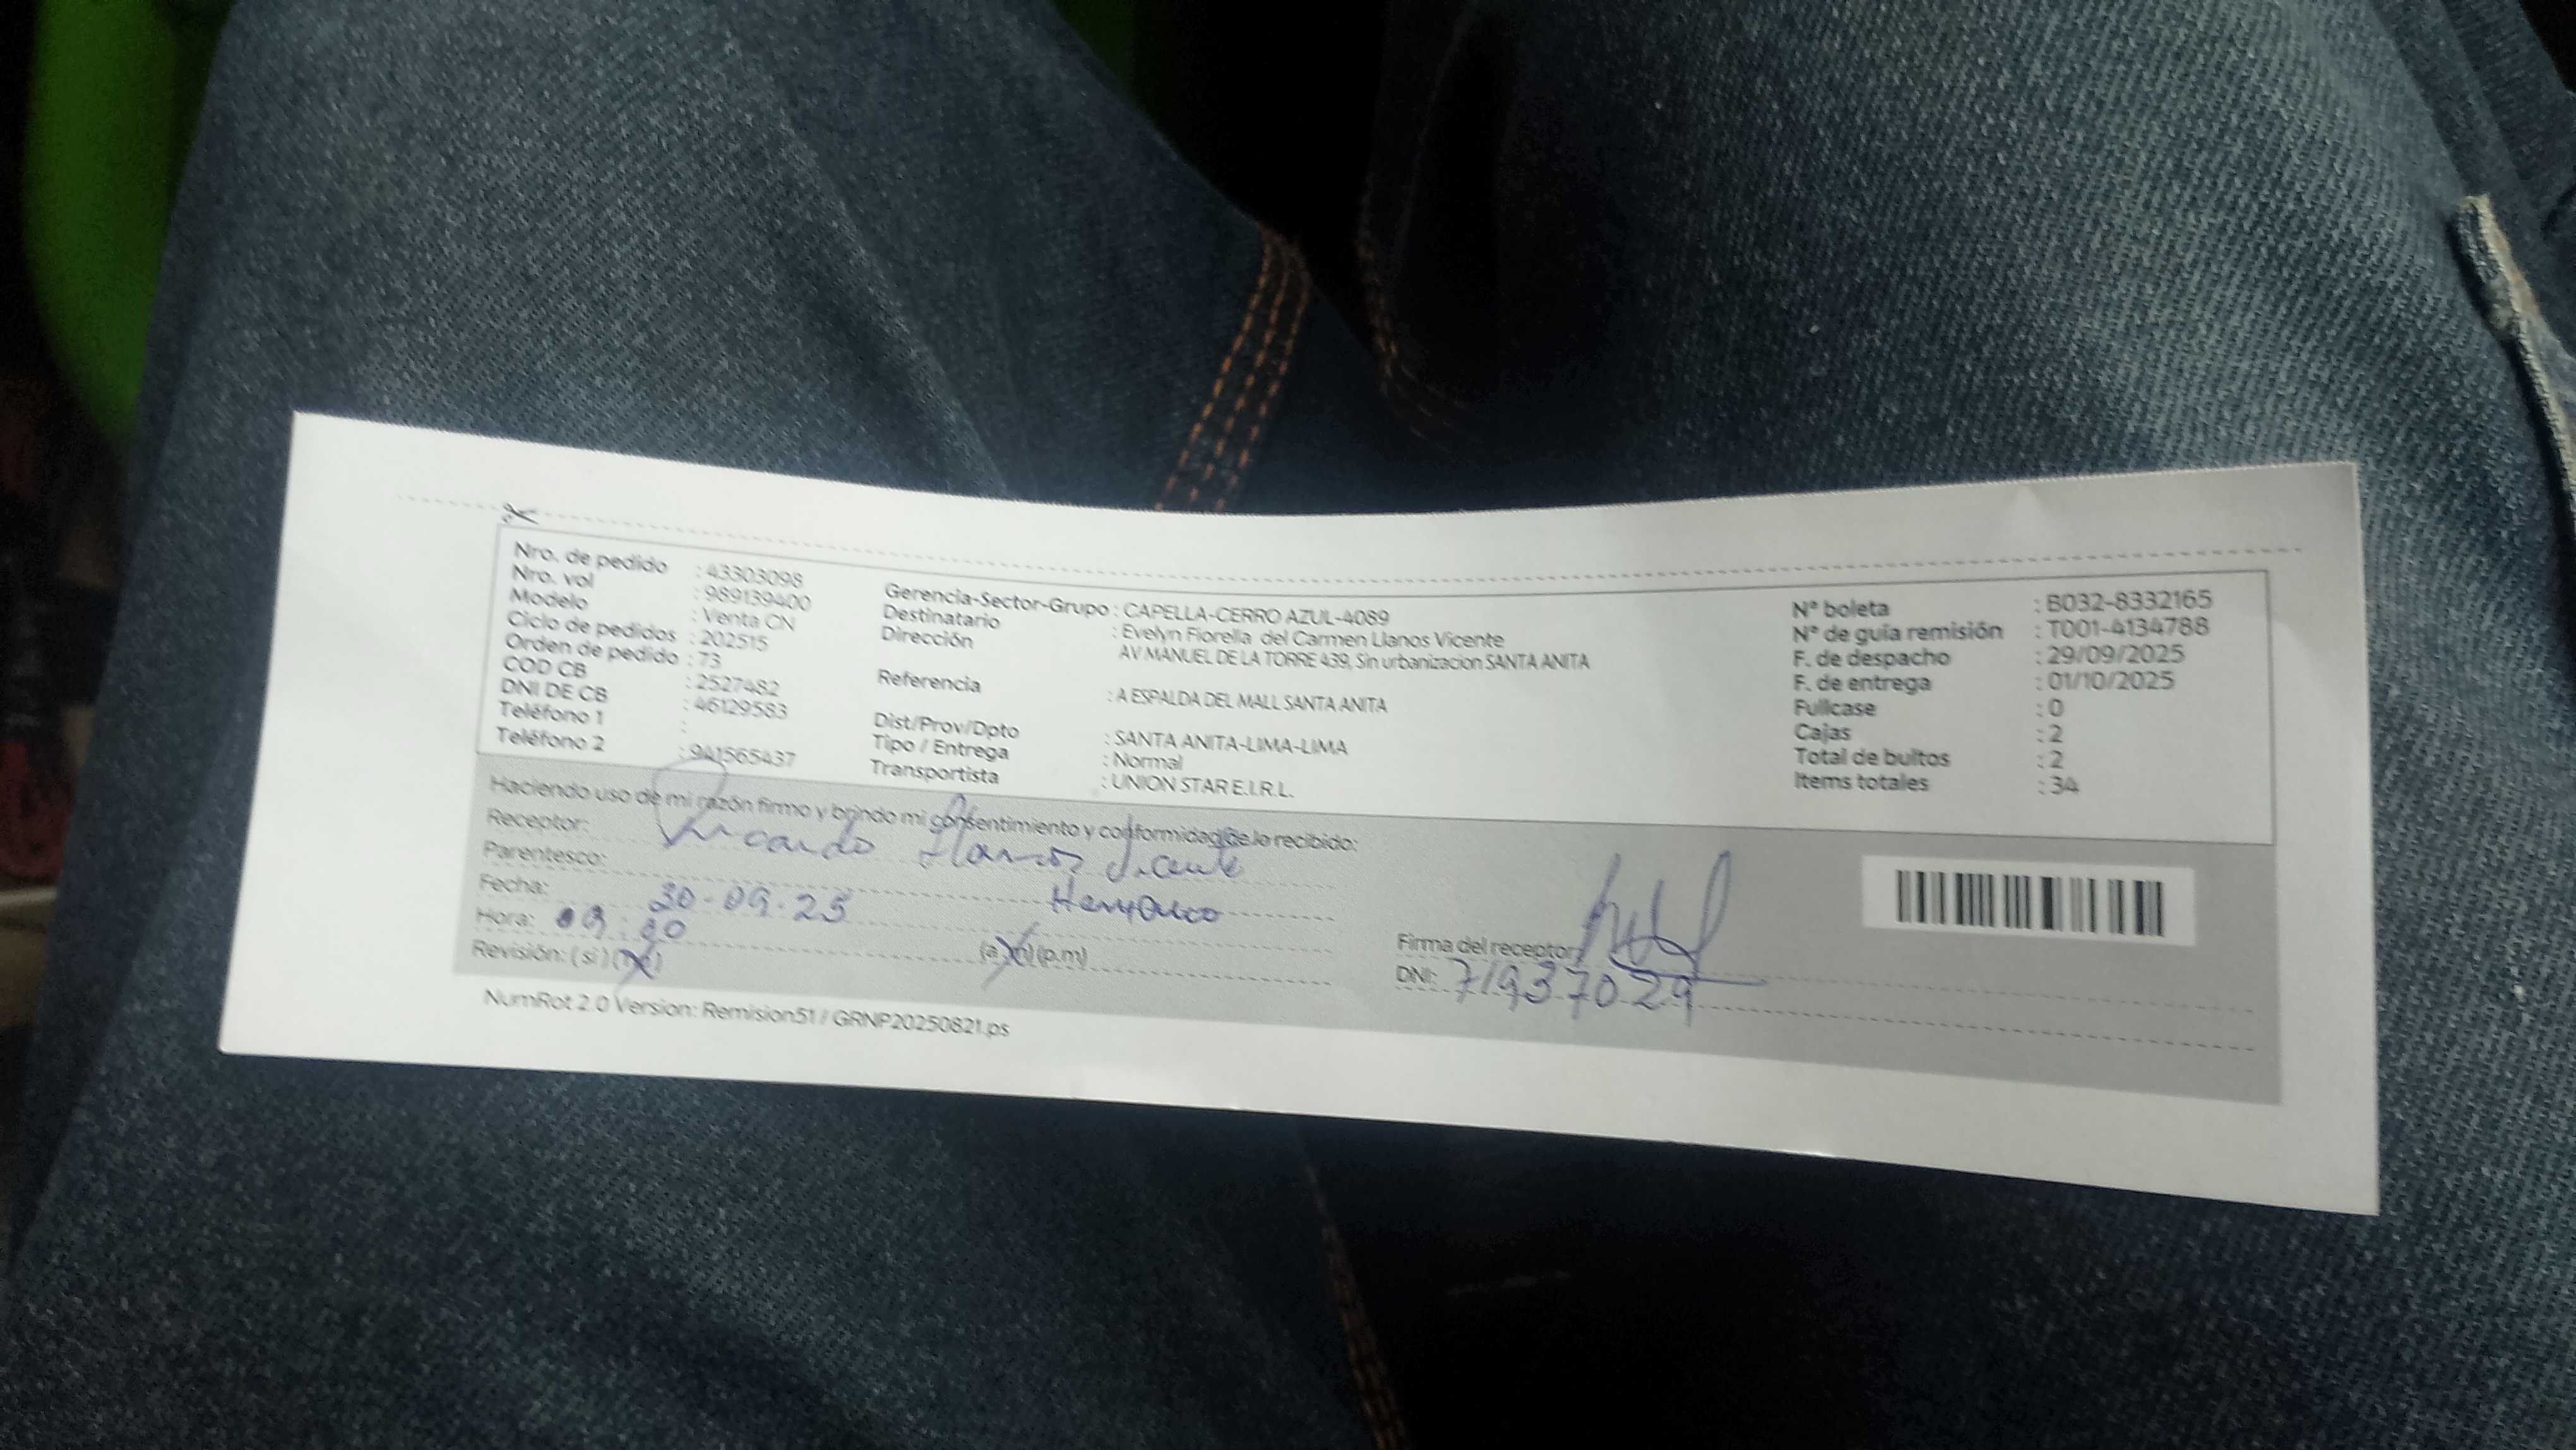 Nro. de pedido : 43303098
Nro. vol : 989139400
Modelo : Venta CN
Ciclo de pedidos : 202515
Orden de pedido : 73
COD CB : 2527482
DNI DE CB : 46129583
Teléfono 1 :
Teléfono 2 : 941565437
Gerencia-Sector-Grupo : CAPELLA-CERRO AZUL-4089
Destinatario : Evelyn Fiorella del Carmen Llanos Vicente
Dirección AV MANUEL DE LA TORRE 439, Sin urbanizacion SANTA ANITA
Referencia : A ESPALDA DEL MALL SANTA ANITA
Dist/Prov/Dpto : SANTA ANITA-LIMA-LIMA
Tipo / Entrega : Normal
Transportista : UNION STAR E.I.R.L.
N° boleta : B032-8332165
N° de guía remisión : T001-4134788
F. de despacho : 29/09/2025
F. de entrega : 01/10/2025
Fullcase : 0
Cajas : 2
Total de bultos : 2
Items totales : 34
Haciendo uso de mi razón firmo y brindo mi consentimiento y conformidad de lo recibido:
Receptor: Ricardo Llanos Vicente
Parentesco: Hermano
Fecha: 30-09-25
Hora: 09:30 (a.m) (p.m)
Revisión: (si) (no)
Firma del receptor:
DNI: 71937029
NumRot 2.0 Version: Remision51 / GRNP20250821.ps